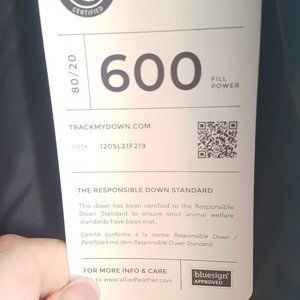 CERTIFIED
80/20
600
FILL
POWER
TRACKMYDOWN.COM
LOT# 1205L21F219
THE RESPONSIBLE DOWN STANDARD
This down has been certified to the Responsible
Down Standard to ensure strict animal welfare
standards have been met.
Certifié conforme à la norma Responsible Down /
Zertifiziert mit dem Responsible Down Standard
FOR MORE INFO & CARE
to www.alliedfeather.com
bluesign®
APPROVED